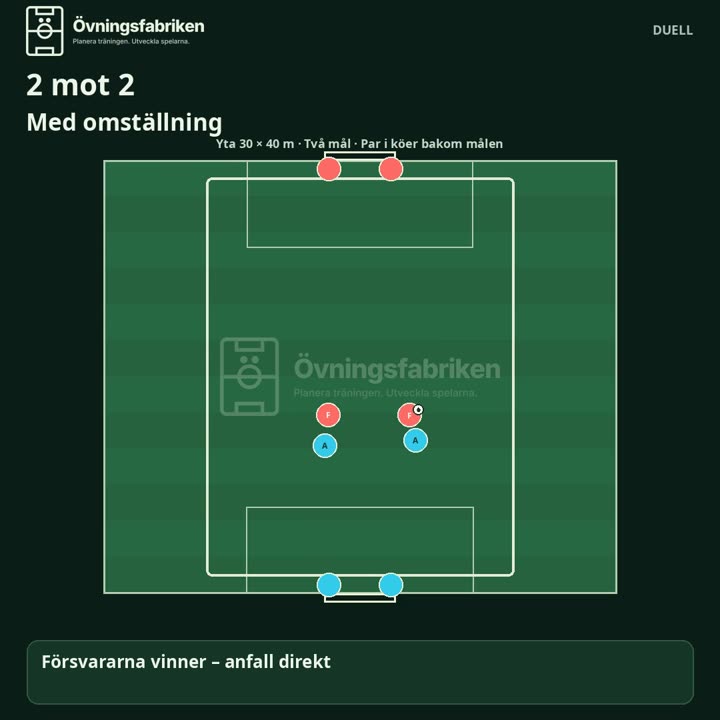 Övningsfabriken
Planera träningen. Utveckla spelarna.
DUELL
2 mot 2
Med omställning
Yta 30 × 40 m · Två mål · Par i köer bakom målen
Övningsfabriken
Planera träningen. Utveckla spelarna.
F
F
A
A
Försvararna vinner – anfall direkt